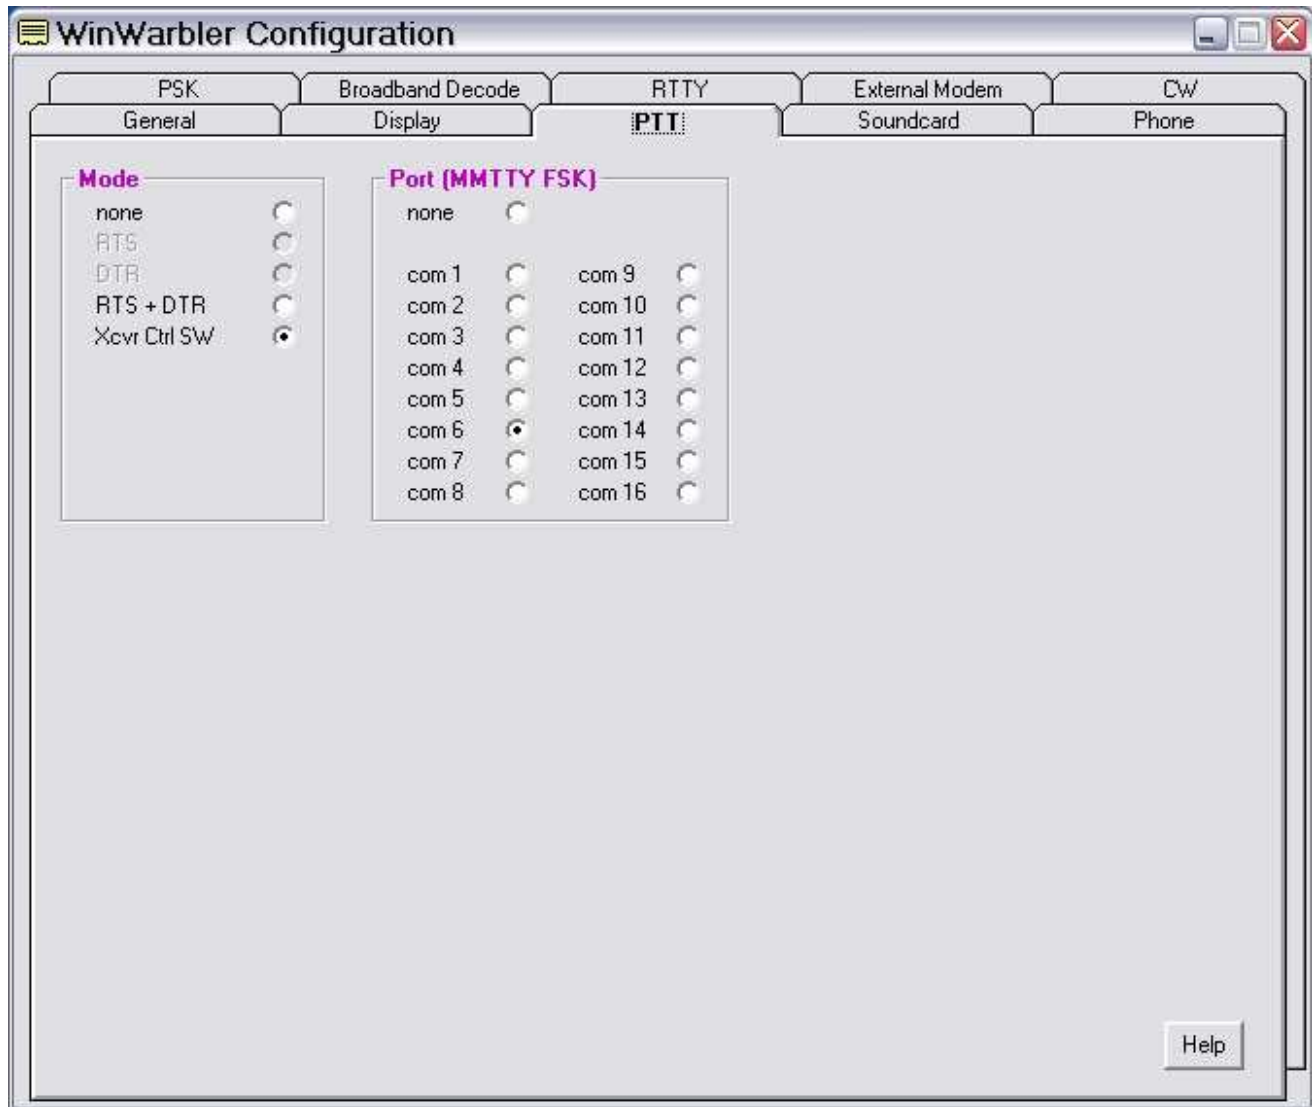 WinWarbler Configuration
PSK Broadband Decode RTTY External Modem CW
General Display PTT Soundcard Phone
Mode
none
RTS
DTR
RTS + DTR
Xcvr Ctrl SW
Port (MMTTY FSK)
none
com 1 com 9
com 2 com 10
com 3 com 11
com 4 com 12
com 5 com 13
com 6 com 14
com 7 com 15
com 8 com 16
Help